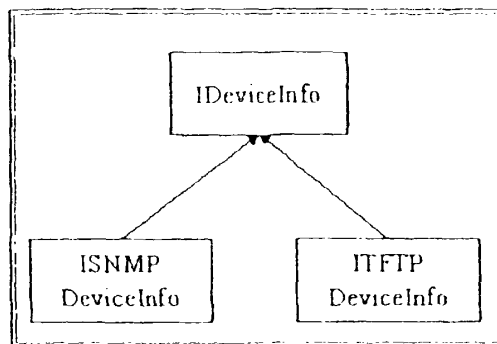 IDeviceInfo
ISNMP
DeviceInfo
ITFTP
DeviceInfo